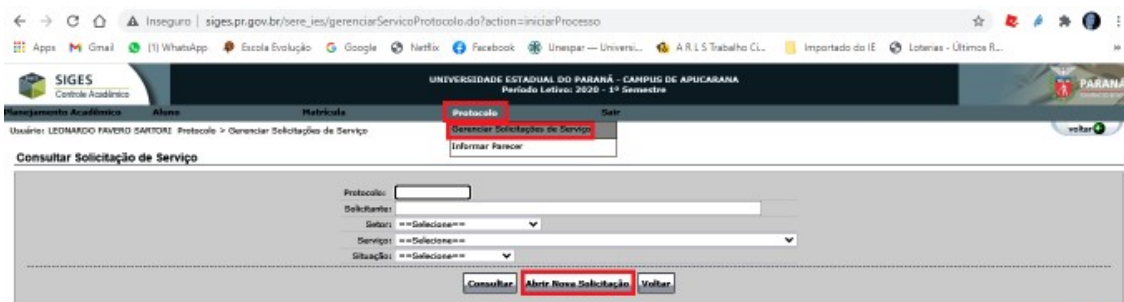 Inseguro | siges.pr.gov.br/sere_ies/gerenciarServicoProtocolo.do?action=iniciarProcesso
Apps Gmail (1) WhatsApp Escola Evolução Google Netflix Facebook Unespar — Universi... A R L S Trabalho Ci... Importado do IE Loterias - Últimos R...
SIGES
Controle Acadêmico
UNIVERSIDADE ESTADUAL DO PARANÁ - CAMPUS DE APUCARANA
Período Letivo: 2020 - 1º Semestre
PARANÁ
Planejamento Acadêmico Aluno Matrícula Protocolo Sair
Usuário: LEONARDO FAVERO SARTORI Protocolo > Gerenciar Solicitações de Serviço
Gerenciar Solicitações de Serviço
voltar
Informar Parecer
Consultar Solicitação de Serviço
Protocolo:
Solicitante:
Setor: ==Selecione==
Serviço: ==Selecione==
Situação: ==Selecione==
Consultar Abrir Nova Solicitação Voltar